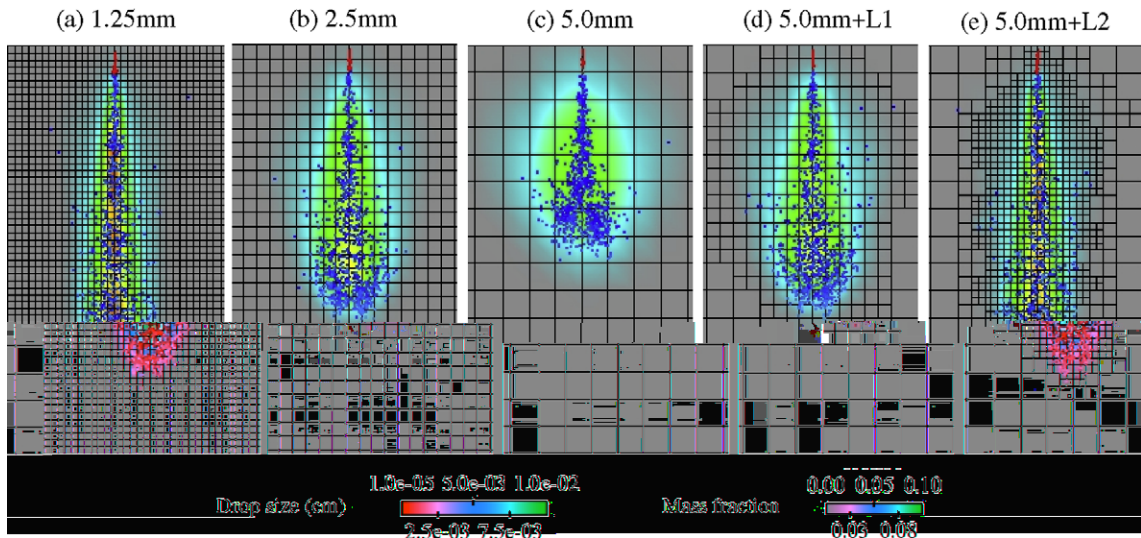 (a) 1.25mm (b) 2.5mm (c) 5.0mm (d) 5.0mm+L1 (e) 5.0mm+L2
1.0e-05 5.0e-03 1.0e-02 0.00 0.05 0.10
Drop size (cm) Mass fraction
2.5e-03 7.5e-03 0.03 0.08